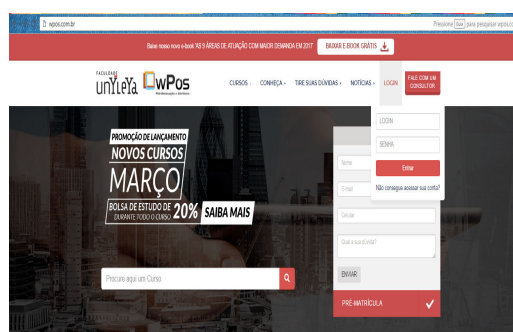 wpos.com.br
Pressione Tab para pesquisar wpos.co
Baixe nosso novo e-book "AS 9 ÁREAS DE ATUAÇÃO COM MAIOR DEMANDA EM 2017"
BAIXAR E-BOOK GRÁTIS
FACULDADE
unYLeYa
wPos
CURSOS
CONHEÇA
TIRE SUAS DÚVIDAS
NOTÍCIAS
LOGIN
FALE COM UM
CONSULTOR
LOGIN
SENHA
Entrar
Não consegue acessar sua conta?
PROMOÇÃO DE LANÇAMENTO
NOVOS CURSOS
MARÇO
BOLSA DE ESTUDO DE
DURANTE TODO O CURSO
20%
SAIBA MAIS
Nome
E-mail
Celular
Qual a sua dúvida?
ENVIAR
Procure aqui um Curso
PRÉ-MATRÍCULA